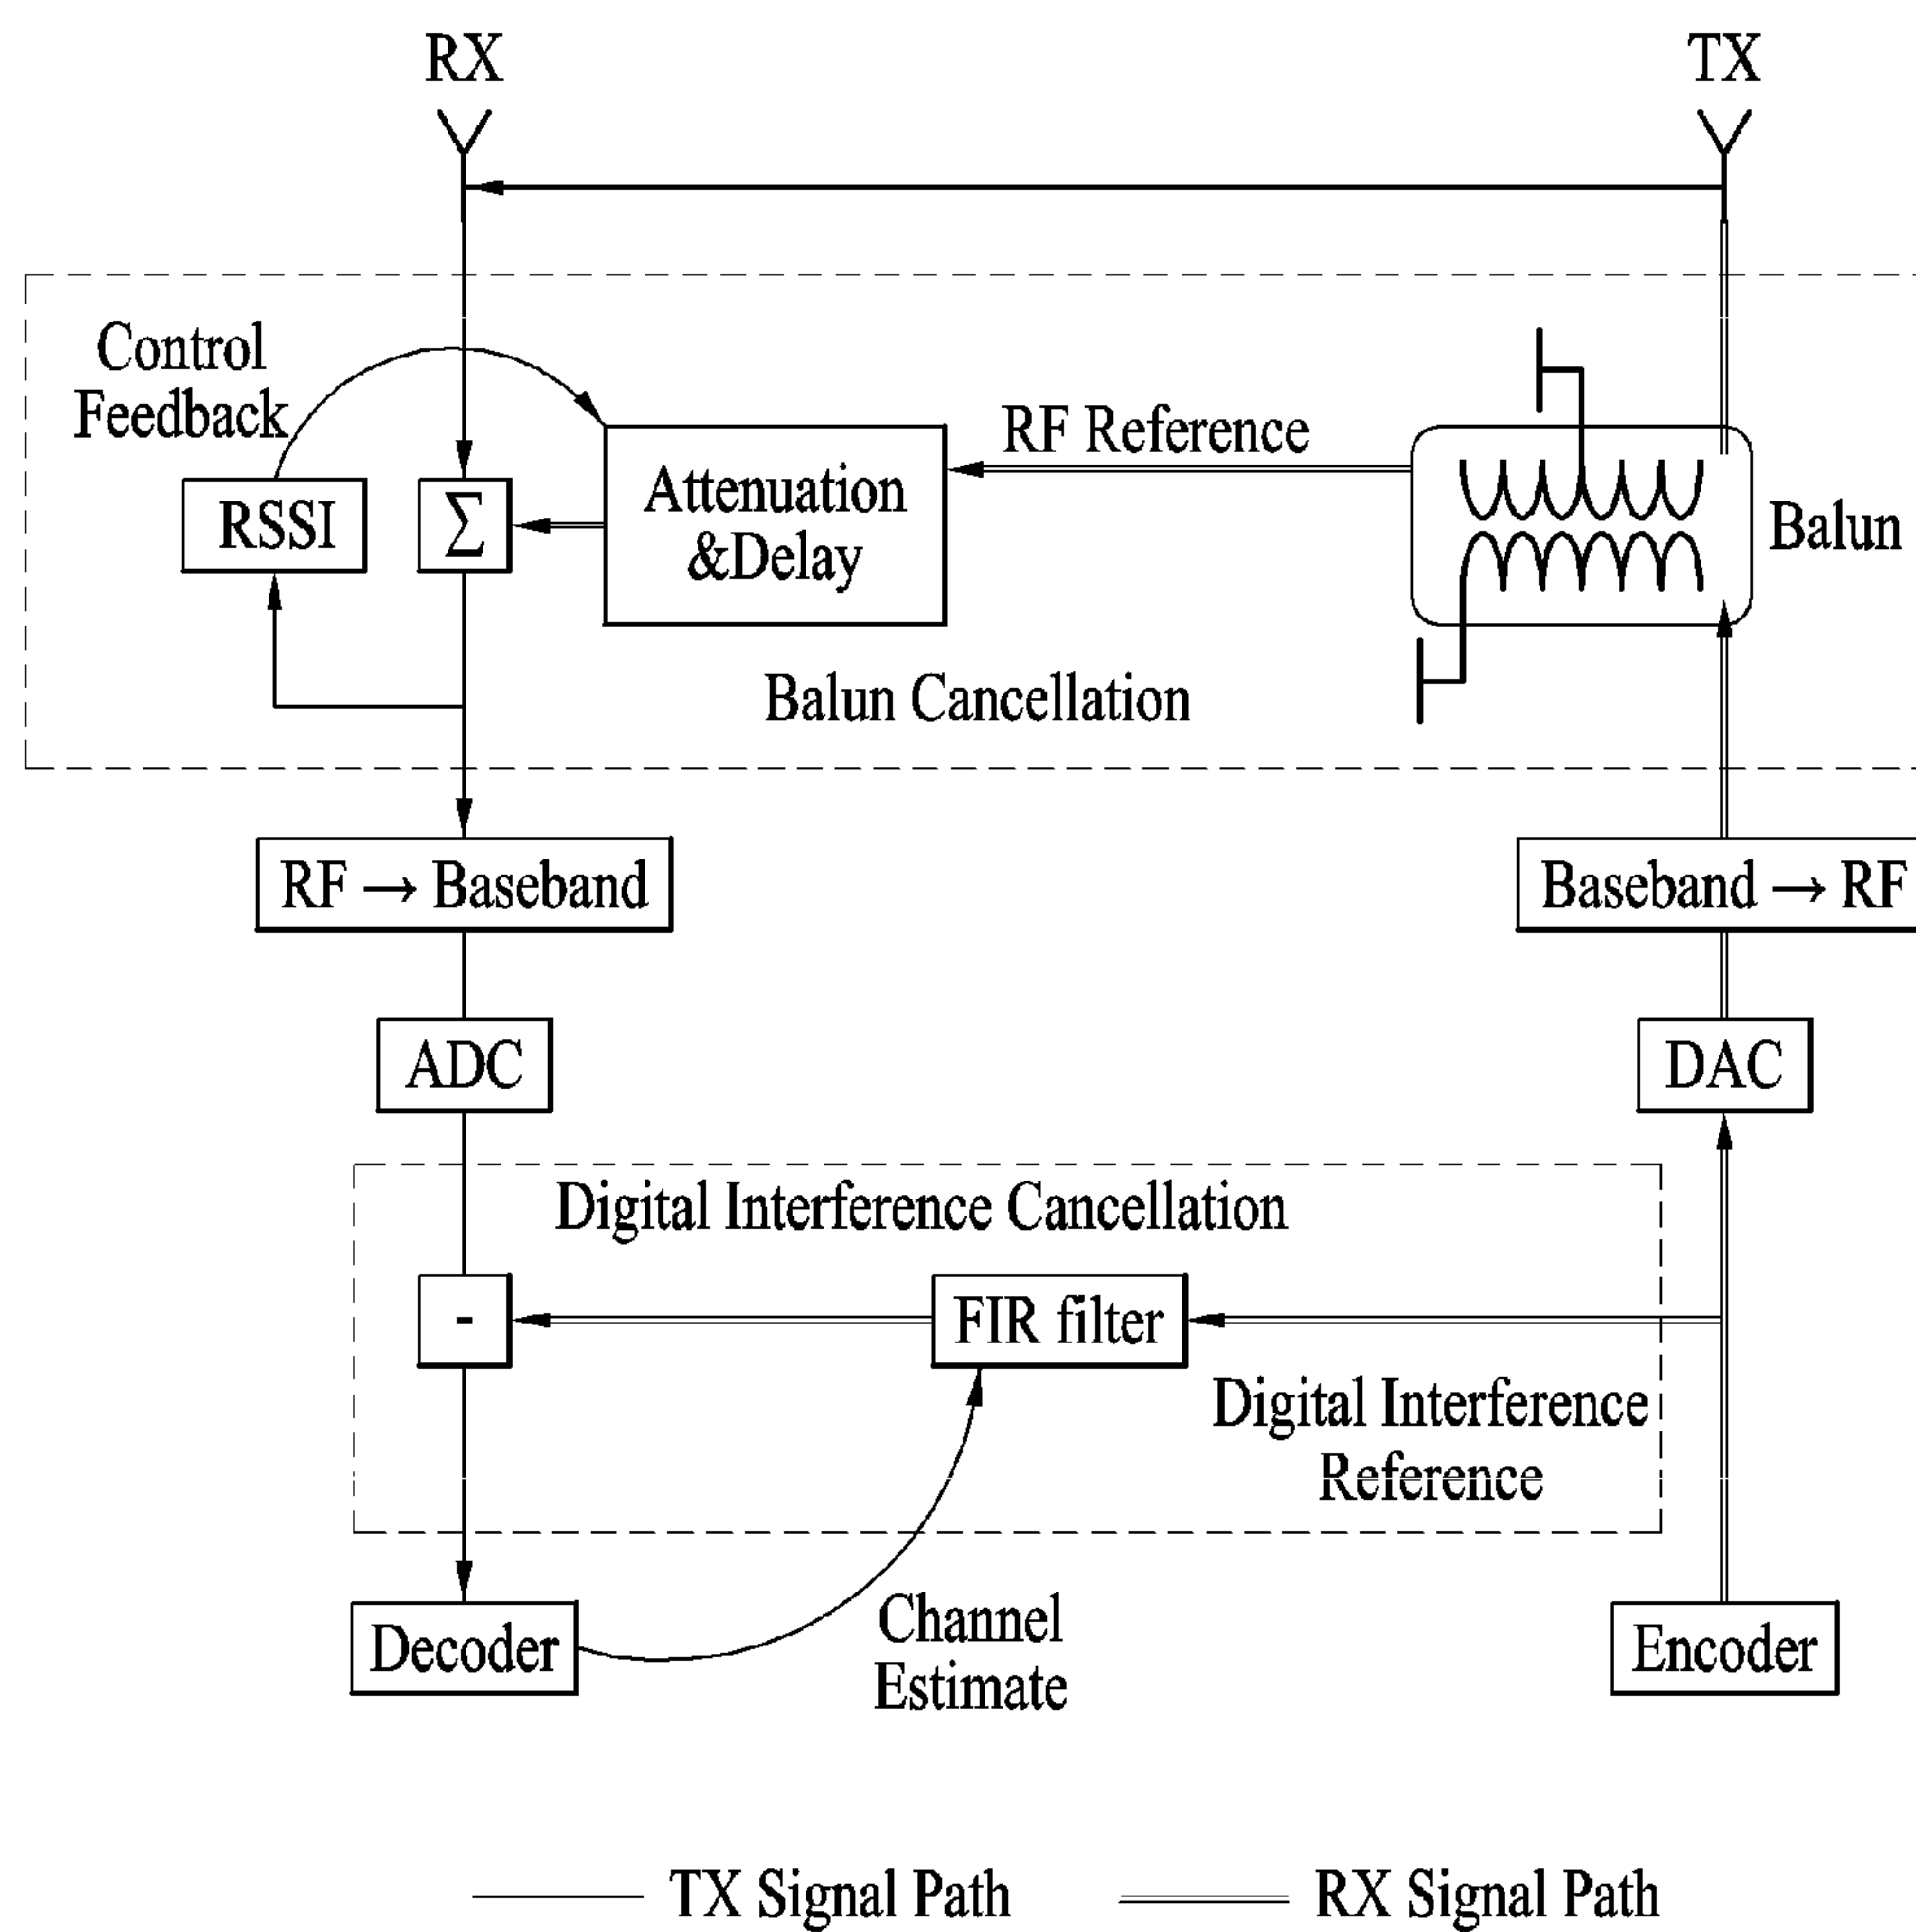 RX
TX
Control
Feedback
RF Reference
RSSI
Σ
Attenuation
&Delay
Balun
Balun Cancellation
RF → Baseband
Baseband → RF
ADC
DAC
Digital Interference Cancellation
-
FIR filter
Digital Interference
Reference
Decoder
Channel
Estimate
Encoder
TX Signal Path
RX Signal Path